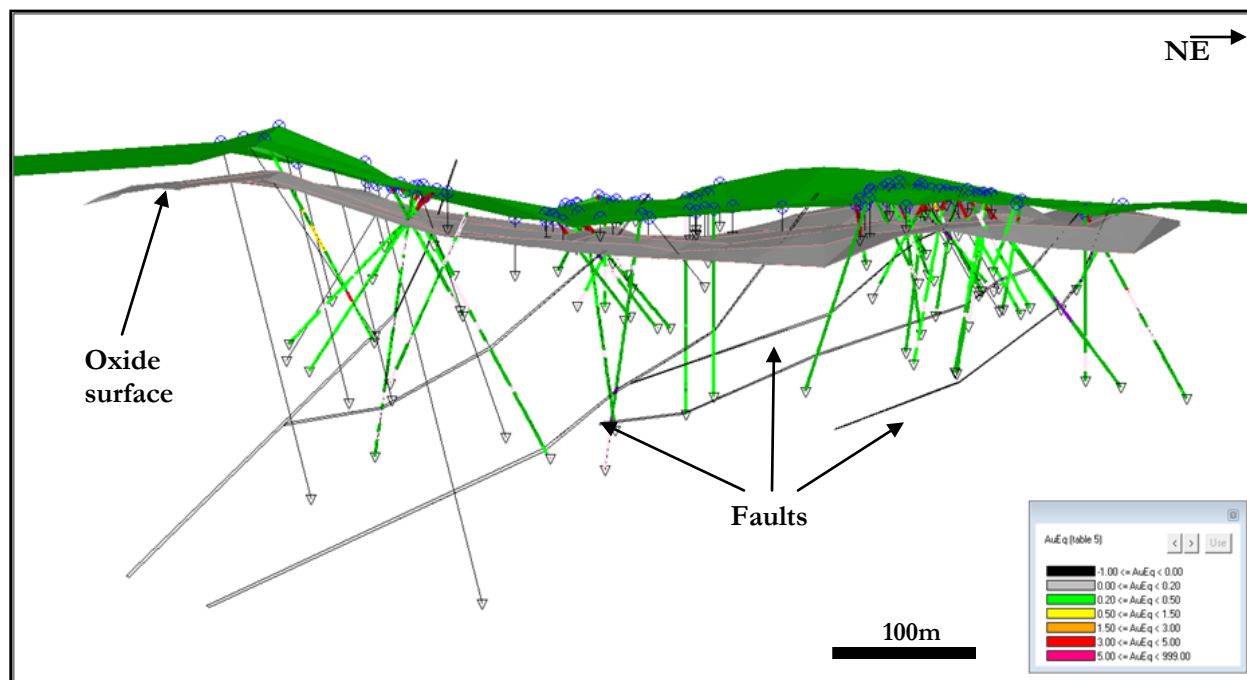 NE
Oxide
surface
Faults
100m
AuEq (table 5)
< > Use
-1.00 <= AuEq < 0.00
0.00 <= AuEq < 0.20
0.20 <= AuEq < 0.50
0.50 <= AuEq < 1.50
1.50 <= AuEq < 3.00
3.00 <= AuEq < 5.00
5.00 <= AuEq < 999.00